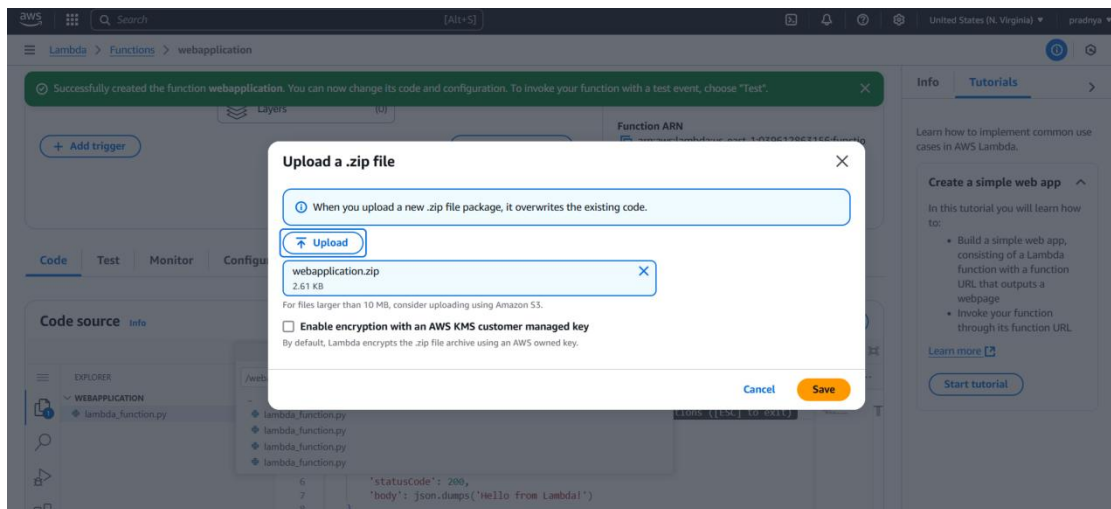 aws
Search
[Alt+S]
United States (N. Virginia)
pradnya
Lambda > Functions > webapplication
Successfully created the function webapplication. You can now change its code and configuration. To invoke your function with a test event, choose "Test".
Layers
(0)
+ Add trigger
Function ARN
Info
Tutorials
Learn how to implement common use
cases in AWS Lambda.
Create a simple web app
In this tutorial you will learn how
to:
• Build a simple web app,
consisting of a Lambda
function with a function
URL that outputs a
webpage
• Invoke your function
through its function URL
Learn more
Start tutorial
Upload a .zip file
When you upload a new .zip file package, it overwrites the existing code.
Upload
webapplication.zip
2.61 KB
For files larger than 10 MB, consider uploading using Amazon S3.
Enable encryption with an AWS KMS customer managed key
By default, Lambda encrypts the .zip file archive using an AWS owned key.
Cancel
Save
Code
Test
Monitor
Code source Info
EXPLORER
WEBAPPLICATION
lambda_function.py
lambda_function.py
lambda_function.py
lambda_function.py
lambda_function.py
6 'statusCode': 200,
7 'body': json.dumps('Hello from Lambda!')